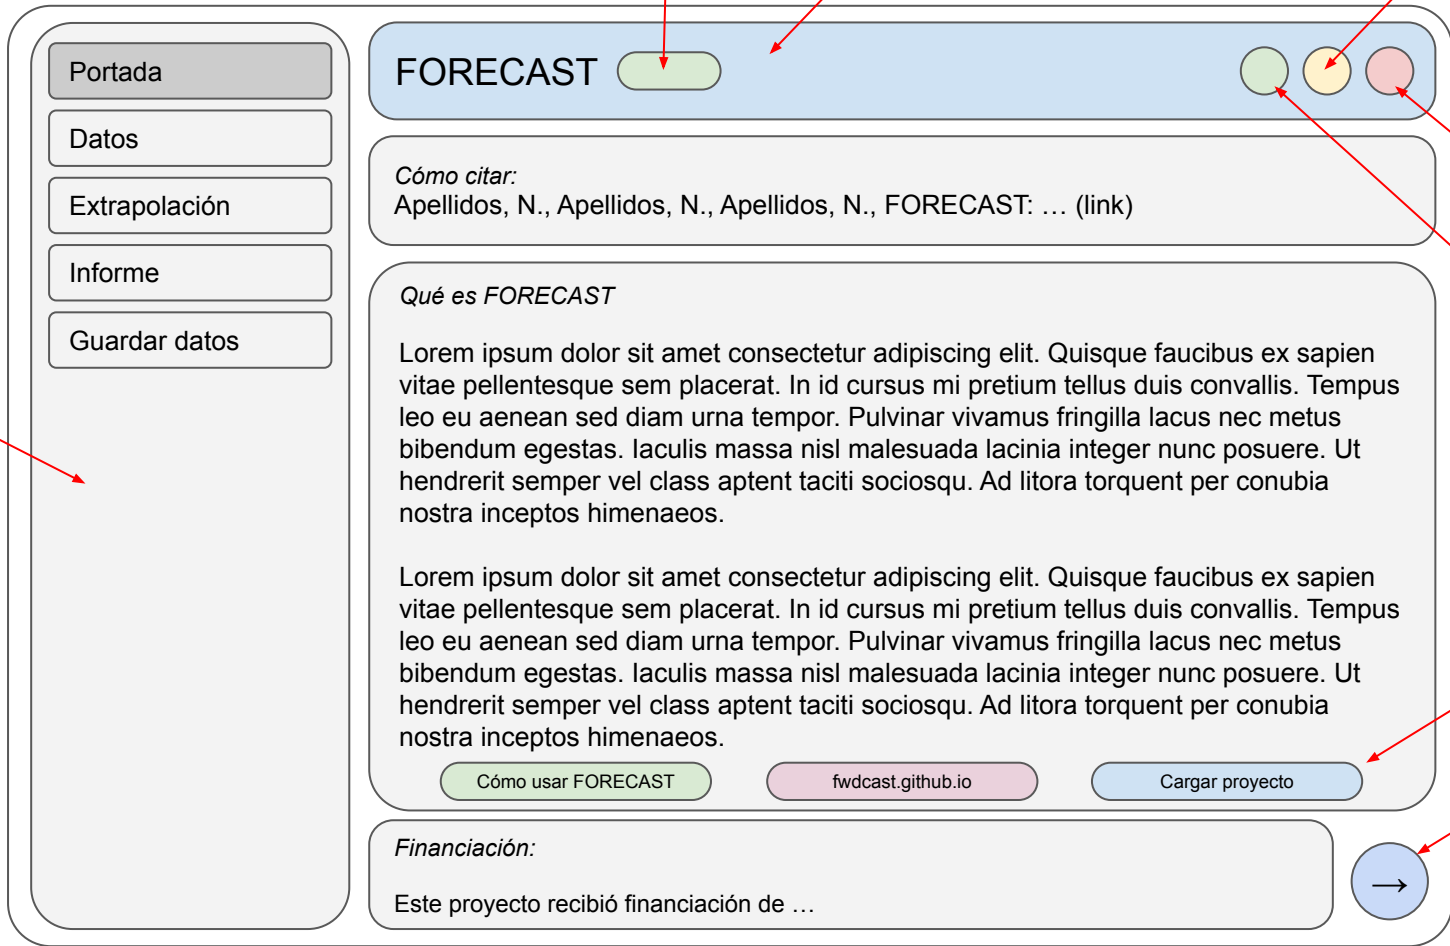 Portada
Datos
Extrapolación
Informe
Guardar datos
FORECAST
Cómo citar:
Apellidos, N., Apellidos, N., Apellidos, N., FORECAST: … (link)
Qué es FORECAST
Lorem ipsum dolor sit amet consectetur adipiscing elit. Quisque faucibus ex sapien
vitae pellentesque sem placerat. In id cursus mi pretium tellus duis convallis. Tempus
leo eu aenean sed diam urna tempor. Pulvinar vivamus fringilla lacus nec metus
bibendum egestas. Iaculis massa nisl malesuada lacinia integer nunc posuere. Ut
hendrerit semper vel class aptent taciti sociosqu. Ad litora torquent per conubia
nostra inceptos himenaeos.
Lorem ipsum dolor sit amet consectetur adipiscing elit. Quisque faucibus ex sapien
vitae pellentesque sem placerat. In id cursus mi pretium tellus duis convallis. Tempus
leo eu aenean sed diam urna tempor. Pulvinar vivamus fringilla lacus nec metus
bibendum egestas. Iaculis massa nisl malesuada lacinia integer nunc posuere. Ut
hendrerit semper vel class aptent taciti sociosqu. Ad litora torquent per conubia
nostra inceptos himenaeos.
Cómo usar FORECAST
fwdcast.github.io
Cargar proyecto
Financiación:
Este proyecto recibió financiación de …
→